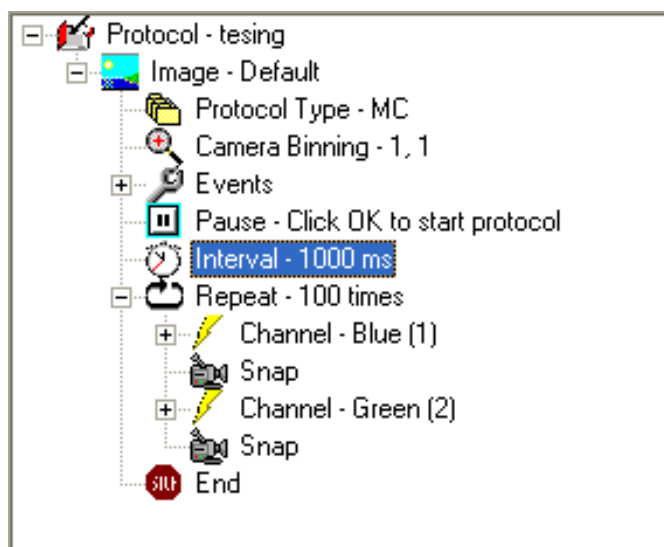 Protocol - tesing
Image - Default
Protocol Type - MC
Camera Binning - 1, 1
Events
Pause - Click OK to start protocol
Interval - 1000 ms
Repeat - 100 times
Channel - Blue (1)
Snap
Channel - Green (2)
Snap
End